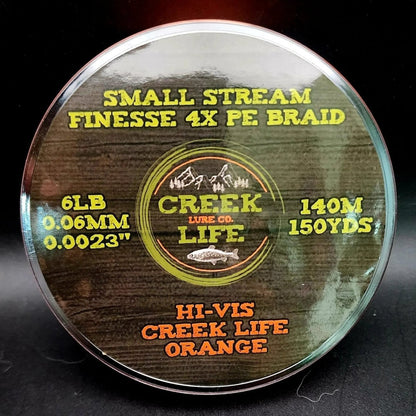 SMALL STREAM
FINESSE 4X PE BRAID
6LB
0.06MM
0.0023"
CREEK
LURE CO.
LIFE
140M
150YDS
HI-VIS
CREEK LIFE
ORANGE